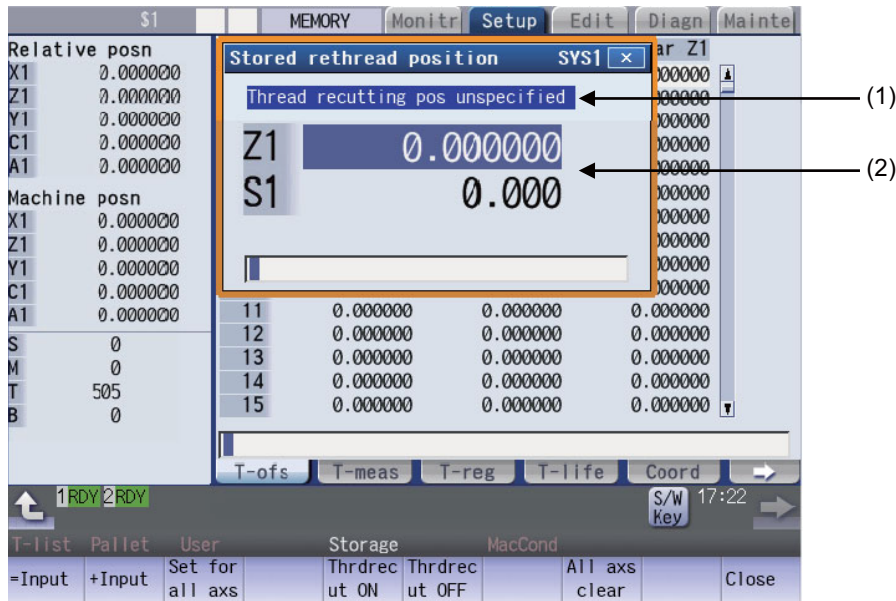 $1 MEMORY Monitr Setup Edit Diagn Mainte
Relative posn
X1 0.000000
Z1 0.000000
Y1 0.000000
C1 0.000000
A1 0.000000
Machine posn
X1 0.000000
Z1 0.000000
Y1 0.000000
C1 0.000000
A1 0.000000
S 0
M 0
T 505
B 0
Stored rethread position SYS1 ×
Thread recutting pos unspecified
(1)
Z1 0.000000
(2)
S1 0.000
ar Z1
00000
00000
00000
00000
00000
00000
00000
00000
00000
00000
11 0.000000 0.000000 0.000000
12 0.000000 0.000000 0.000000
13 0.000000 0.000000 0.000000
14 0.000000 0.000000 0.000000
15 0.000000 0.000000 0.000000
T-ofs T-meas T-reg T-life Coord
1 RDY 2 RDY S/W Key 17:22
T-list Pallet User Storage MacCond
=Input +Input Set for all axs Thrdrec ut ON Thrdrec ut OFF All axs clear Close